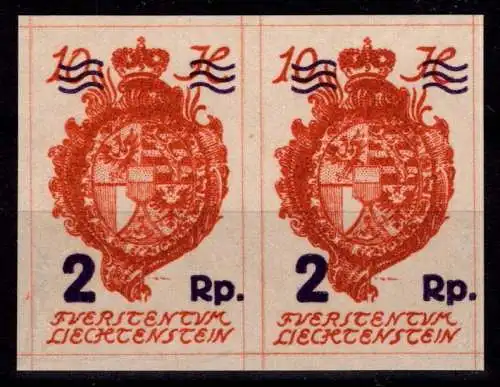 10 H
2 Rp.
FVERSTENTVM
LIECHTENSTEIN
10 H
2 Rp.
FVERSTENTVM
LIECHTENSTEIN